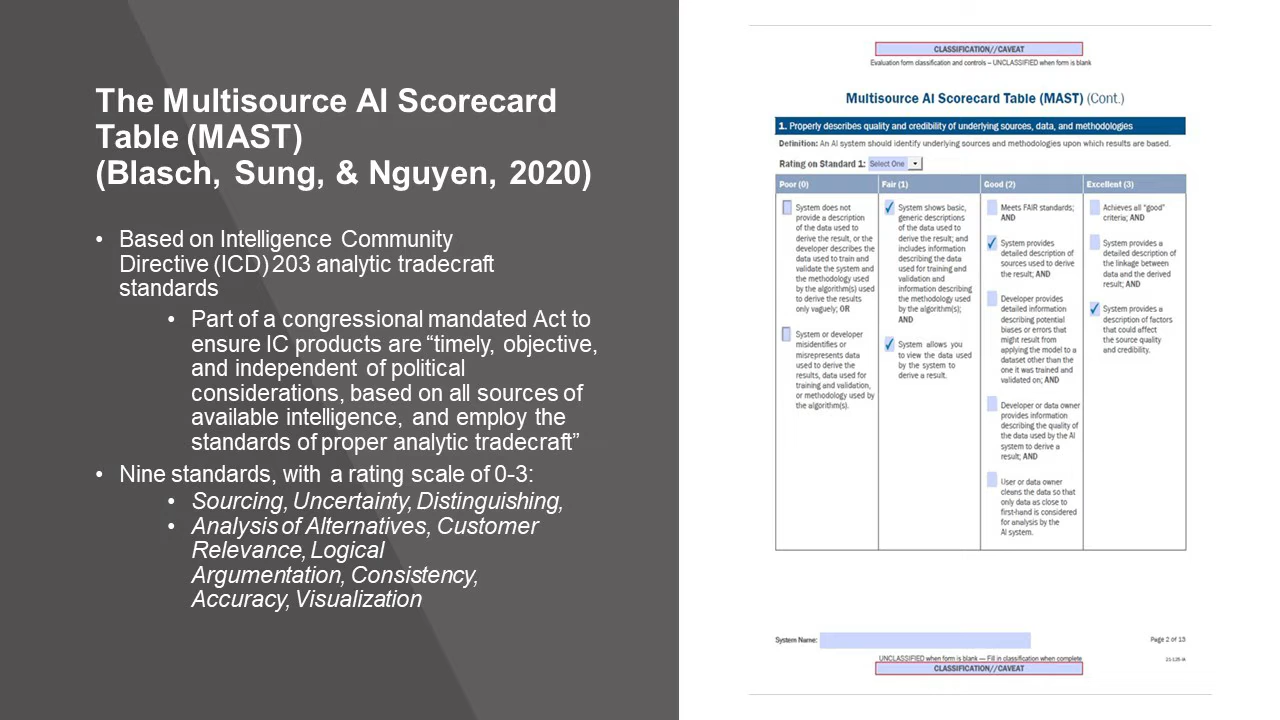 The Multisource AI Scorecard
Table (MAST)
(Blasch, Sung, & Nguyen, 2020)
• Based on Intelligence Community
Directive (ICD) 203 analytic tradecraft
standards
• Part of a congressional mandated Act to
ensure IC products are “timely, objective,
and independent of political
considerations, based on all sources of
available intelligence, and employ the
standards of proper analytic tradecraft”
• Nine standards, with a rating scale of 0-3:
• Sourcing, Uncertainty, Distinguishing,
• Analysis of Alternatives, Customer
Relevance, Logical
Argumentation, Consistency,
Accuracy, Visualization
CLASSIFICATION//CAVEAT
Evaluation form classification and controls – UNCLASSIFIED when form is blank
Multisource AI Scorecard Table (MAST) (Cont.)
1. Properly describes quality and credibility of underlying sources, data, and methodologies
Definition: An AI system should identify underlying sources and methodologies upon which results are based.
Rating on Standard 1: Select One
Poor (0)
System does not
provide a description
of the data used to
derive the result, or the
developer describes the
data used to train and
validate the system and
the methodology used
by the algorithm(s) used
to derive the results
only vaguely; OR
System or developer
misidentifies or
misrepresents data
used to derive the
results, data used for
training and validation,
or methodology used by
the algorithm(s).
Fair (1)
System shows basic,
generic descriptions
of the data used to
derive the result; and
includes information
describing the data
used for training and
validation and
information describing
the methodology used
by the algorithm(s);
AND
System allows you
to view the data used
by the system to
derive a result.
Good (2)
Meets FAIR standards;
AND
System provides
detailed description of
sources used to derive
the result; AND
Developer provides
detailed information
describing potential
biases or errors that
might result from
applying the model to a
dataset other than the
one it was trained and
validated on; AND
Developer or data owner
provides information
describing the quality of
the data used by the AI
system to derive a
result; AND
User or data owner
cleans the data so that
only data as close to
first-hand is considered
for analysis by the
AI system.
Excellent (3)
Achieves all “good”
criteria; AND
System provides a
detailed description of
the linkage between
data and the derived
result; AND
System provides a
description of factors
that could affect
the source quality
and credibility.
System Name:
Page 2 of 13
UNCLASSIFIED when form is blank — Fill in classification when complete
CLASSIFICATION//CAVEAT